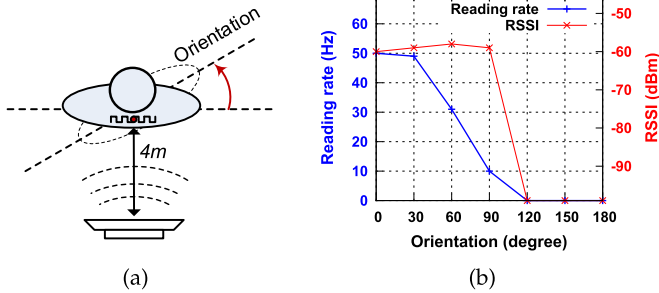 Orientation
4m
(a)
Reading rate
RSSI
Reading rate (Hz)
60
50
40
30
20
10
0
-50
-60
-70
-80
-90
RSSI (dBm)
0 30 60 90 120 150 180
Orientation (degree)
(b)